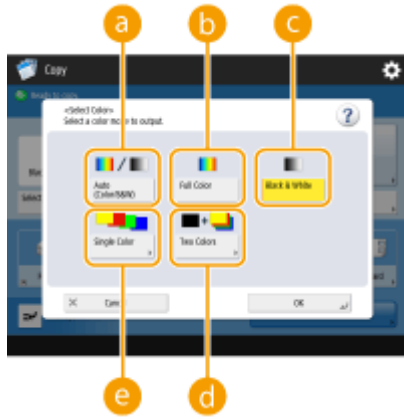 a
b
c
Copy
Ready to copy.
<Select Color>
Select a color mode to output.
?
Auto
(Color/B&W)
Full Color
Black & White
Single Color
Two Colors
Cancel
OK
e
d